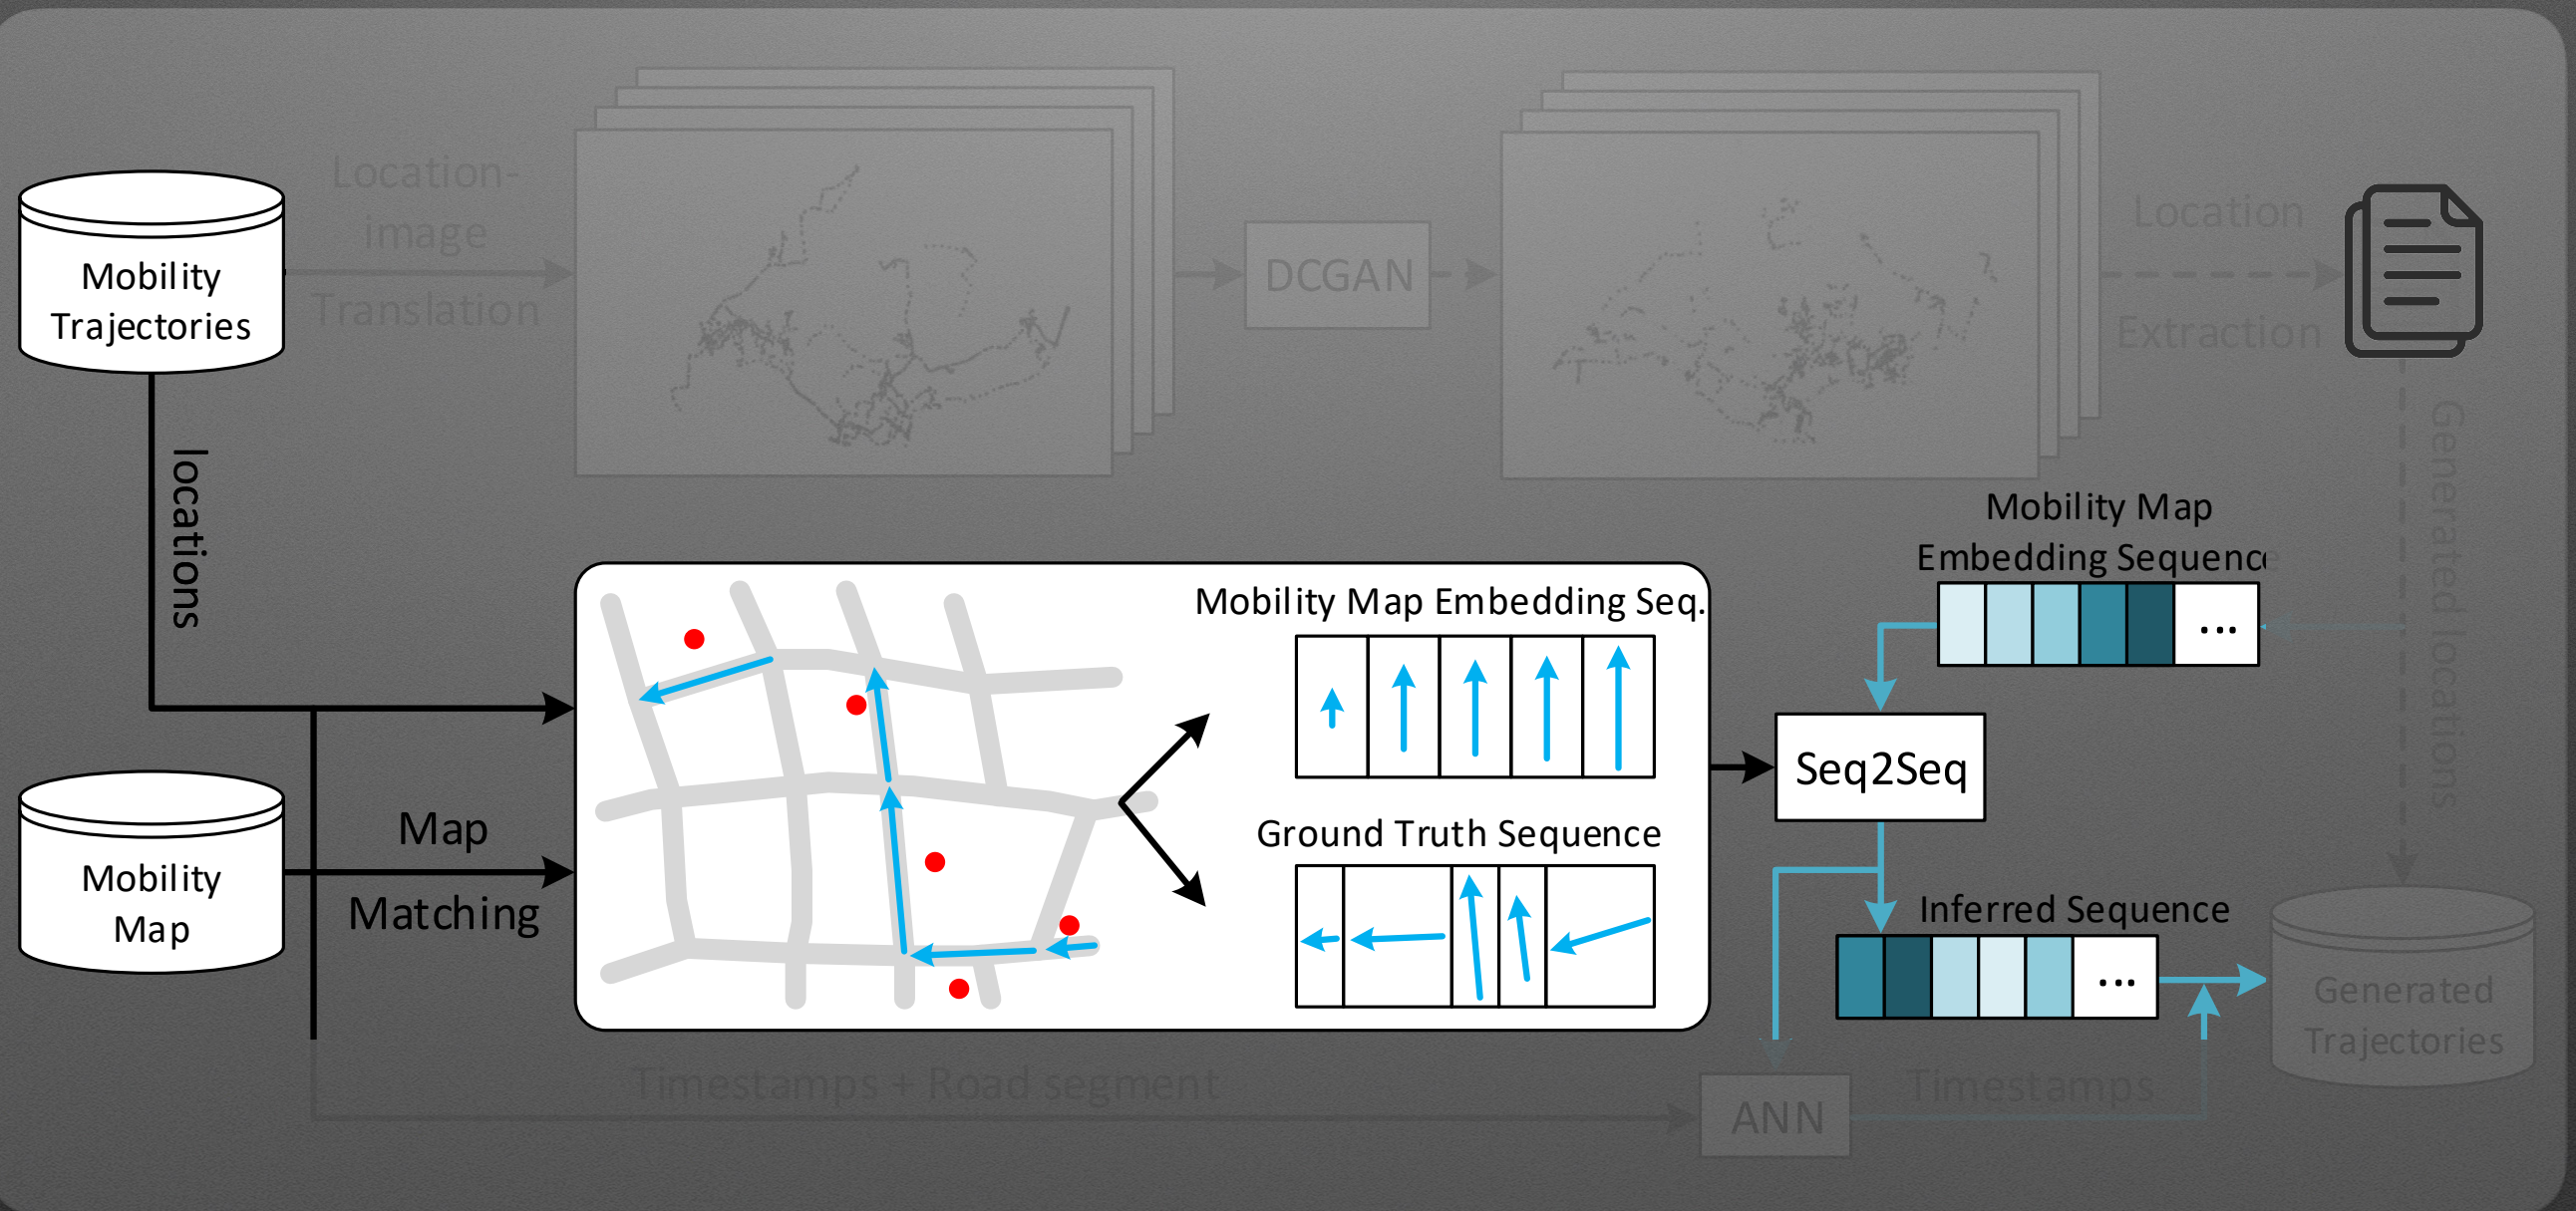 Location-
image
Translation
Mobility
Trajectories
DCGAN
Location
Extraction
locations
Generated locations
Mobility Map
Embedding Sequence
Mobility Map Embedding Seq.
Seq2Seq
Ground Truth Sequence
Map
Matching
Mobility
Map
Inferred Sequence
...
...
Generated
Trajectories
Timestamps + Road segment
ANN
Timestamps